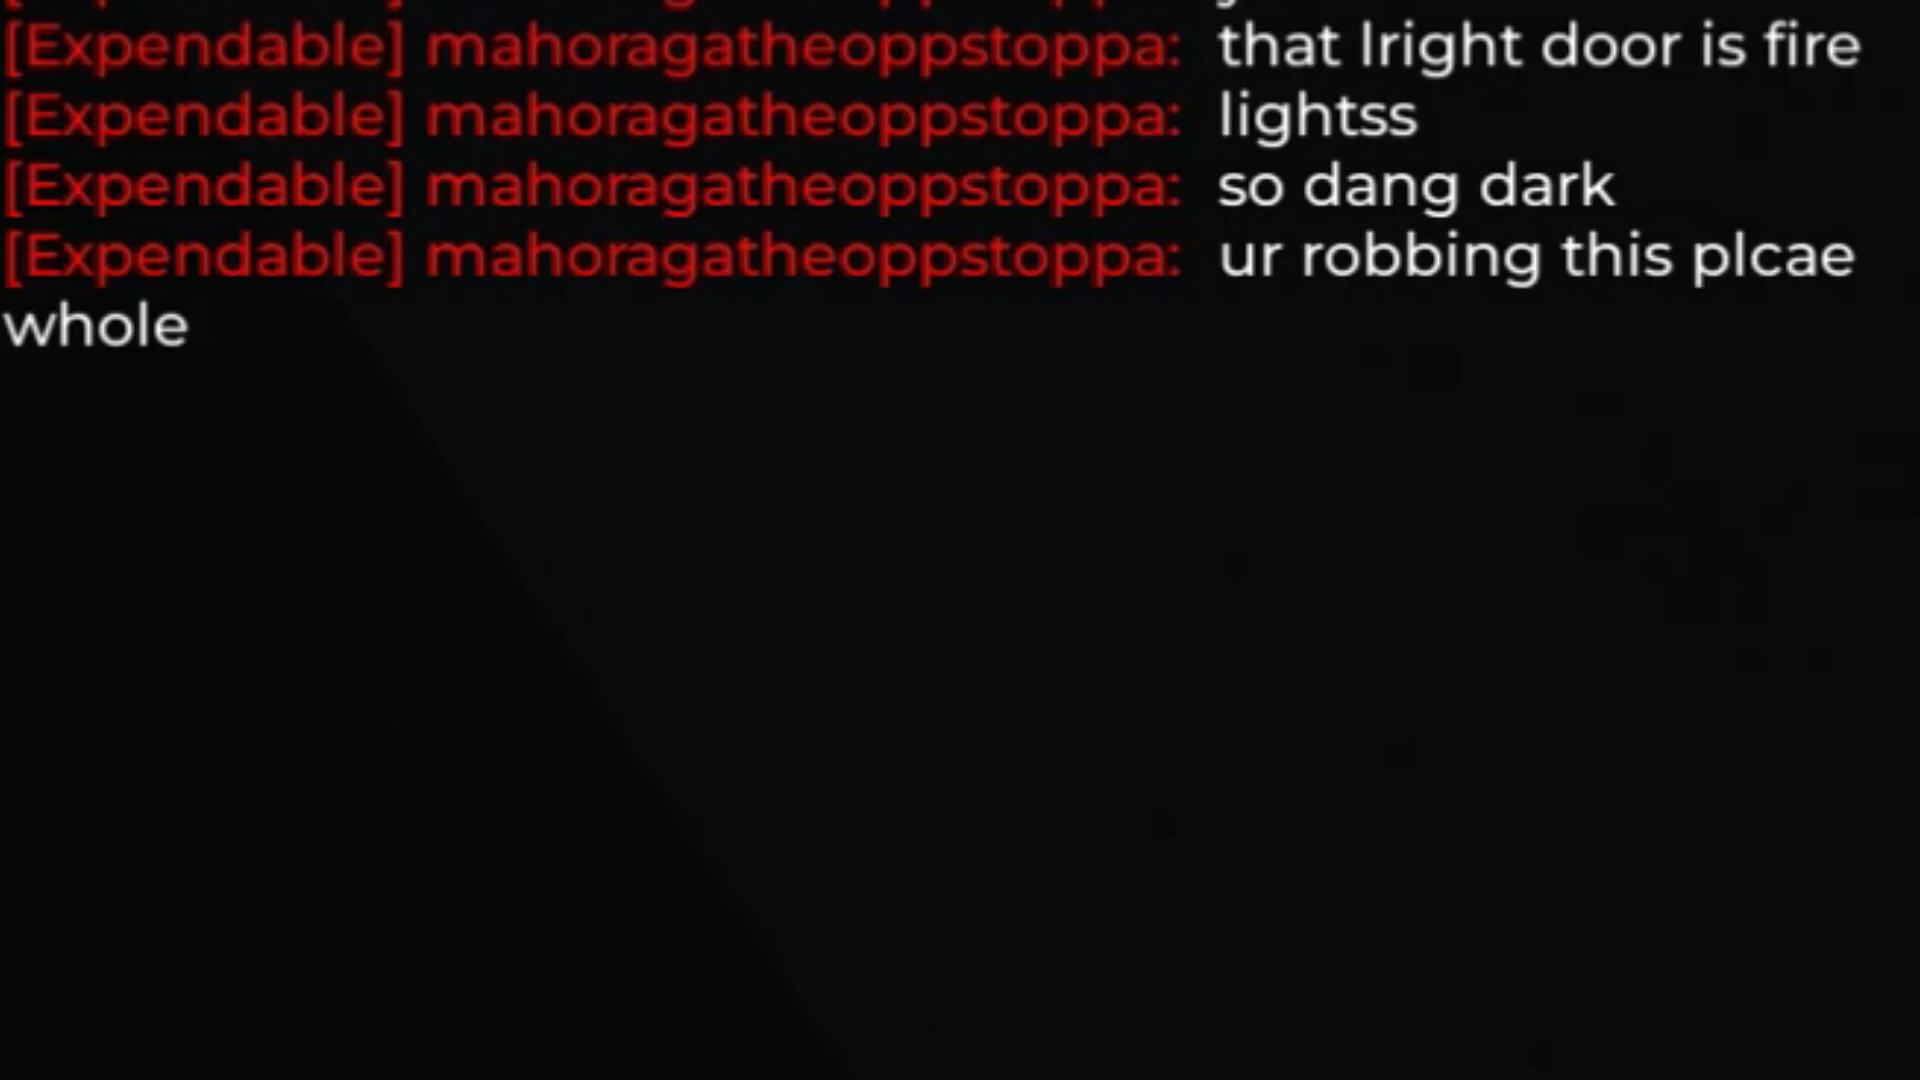 [Expendable] mahoragatheoppstoppa: that lright door is fire
[Expendable] mahoragatheoppstoppa: lightss
[Expendable] mahoragatheoppstoppa: so dang dark
[Expendable] mahoragatheoppstoppa: ur robbing this plcae
whole